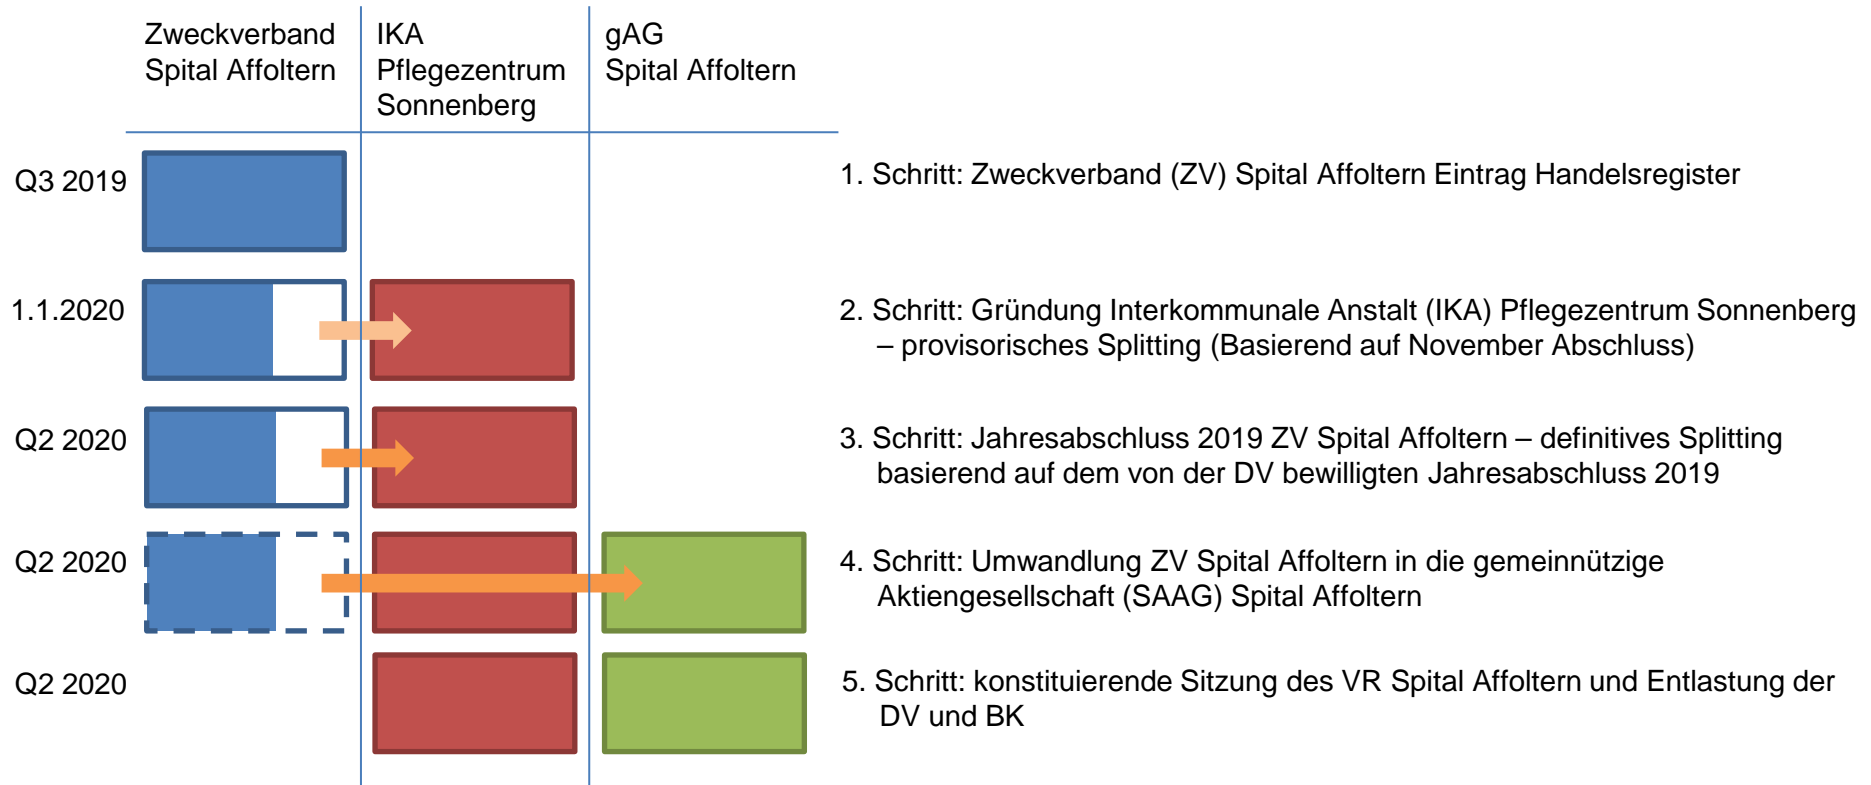 Zweckverband
Spital Affoltern
IKA
Pflegezentrum
Sonnenberg
gAG
Spital Affoltern
Q3 2019
1. Schritt: Zweckverband (ZV) Spital Affoltern Eintrag Handelsregister
1.1.2020
2. Schritt: Gründung Interkommunale Anstalt (IKA) Pflegezentrum Sonnenberg
– provisorisches Splitting (Basierend auf November Abschluss)
Q2 2020
3. Schritt: Jahresabschluss 2019 ZV Spital Affoltern – definitives Splitting
basierend auf dem von der DV bewilligten Jahresabschluss 2019
Q2 2020
4. Schritt: Umwandlung ZV Spital Affoltern in die gemeinnützige
Aktiengesellschaft (SAAG) Spital Affoltern
Q2 2020
5. Schritt: konstituierende Sitzung des VR Spital Affoltern und Entlastung der
DV und BK